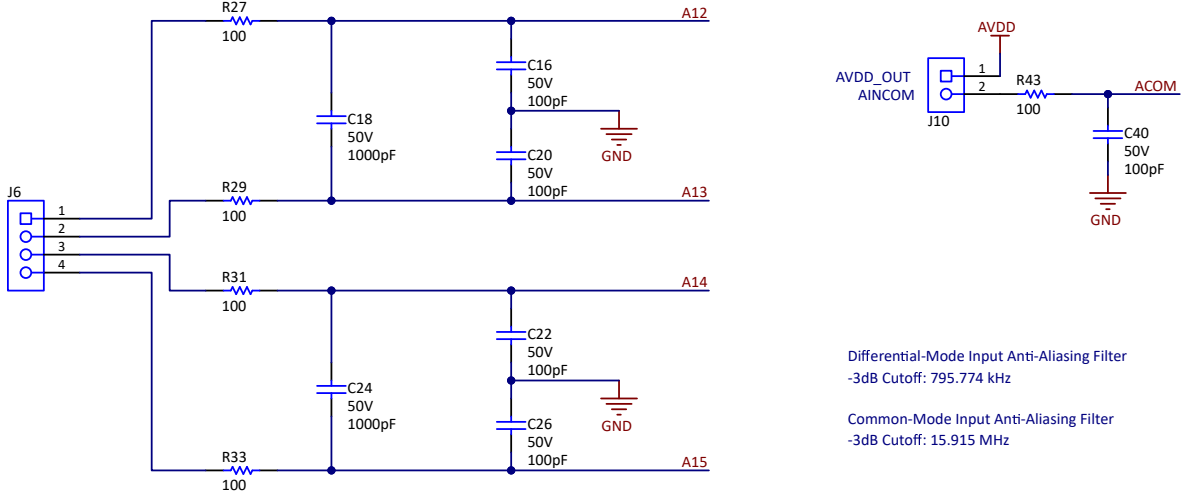 R27
100
A12
C16
50V
100pF
C18
50V
1000pF
GND
C20
50V
100pF
R29
100
A13
J6
1
2
3
4
R31
100
A14
C22
50V
100pF
C24
50V
1000pF
GND
C26
50V
100pF
R33
100
A15
AVDD
AVDD_OUT
AINCOM
1
2
J10
R43
100
ACOM
C40
50V
100pF
GND
Differential-Mode Input Anti-Aliasing Filter
-3dB Cutoff: 795.774 kHz
Common-Mode Input Anti-Aliasing Filter
-3dB Cutoff: 15.915 MHz